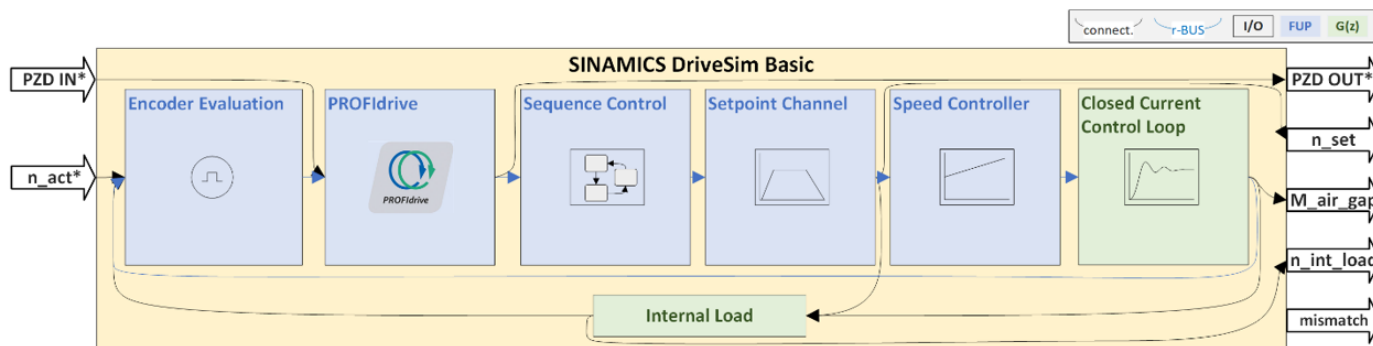 connect.
r-BUS
I/O
FUP
G(z)
SINAMICS DriveSim Basic
PZD IN*
PZD OUT*
Encoder Evaluation
PROFIdrive
Sequence Control
Setpoint Channel
Speed Controller
Closed Current
Control Loop
n_set
n_act*
PROFIdrive
M_air_gap
n_int_load
Internal Load
mismatch